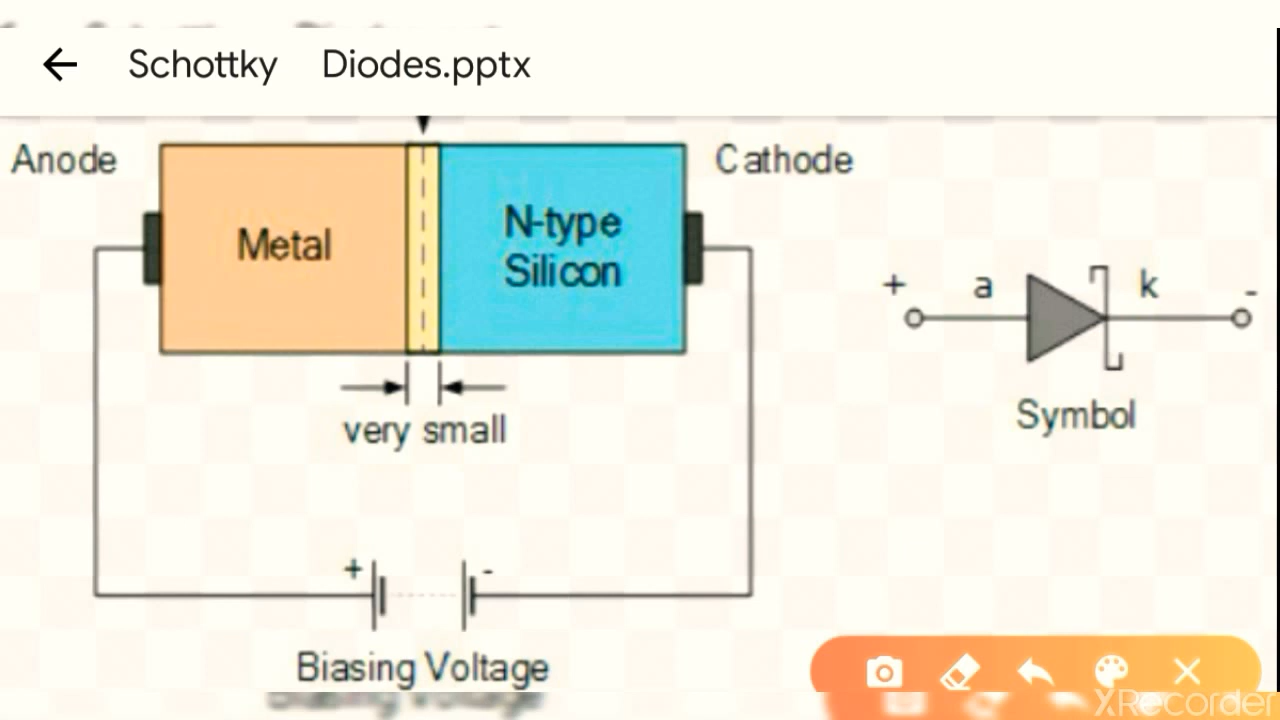 Schottky Diodes.pptx
Anode
Cathode
Metal
N-type
Silicon
very small
+ -
Biasing Voltage
+ a k -
Symbol
XRecorder